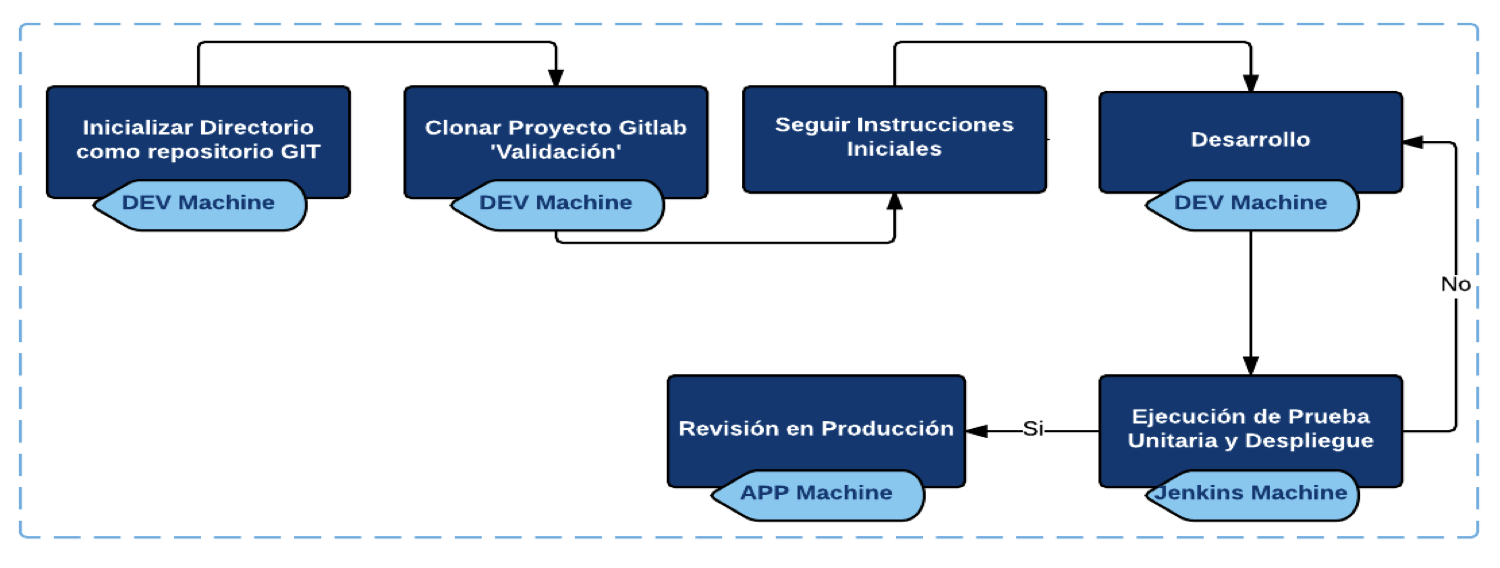 Inicializar Directorio
como repositorio GIT
DEV Machine
Clonar Proyecto Gitlab
'Validación'
DEV Machine
Seguir Instrucciones
Iniciales
Desarrollo
DEV Machine
No
Ejecución de Prueba
Unitaria y Despliegue
Jenkins Machine
Si
Revisión en Producción
APP Machine